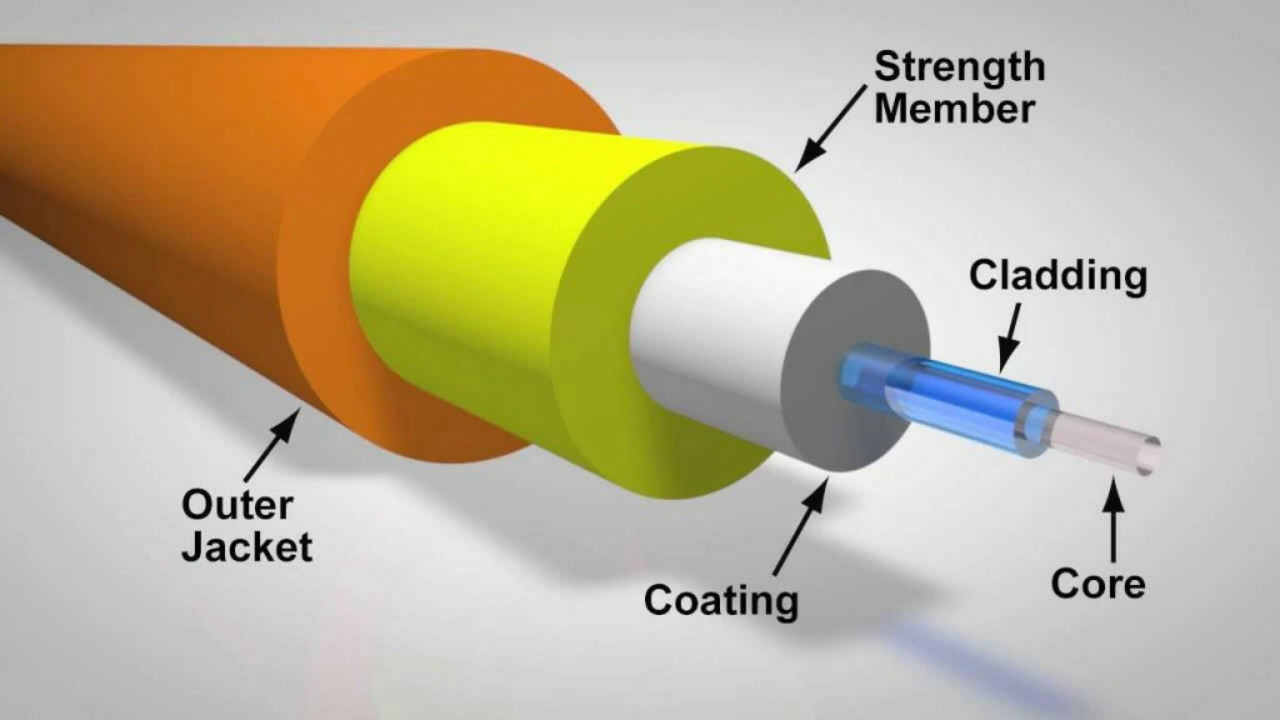 Strength
Member
Cladding
Outer
Jacket
Coating
Core